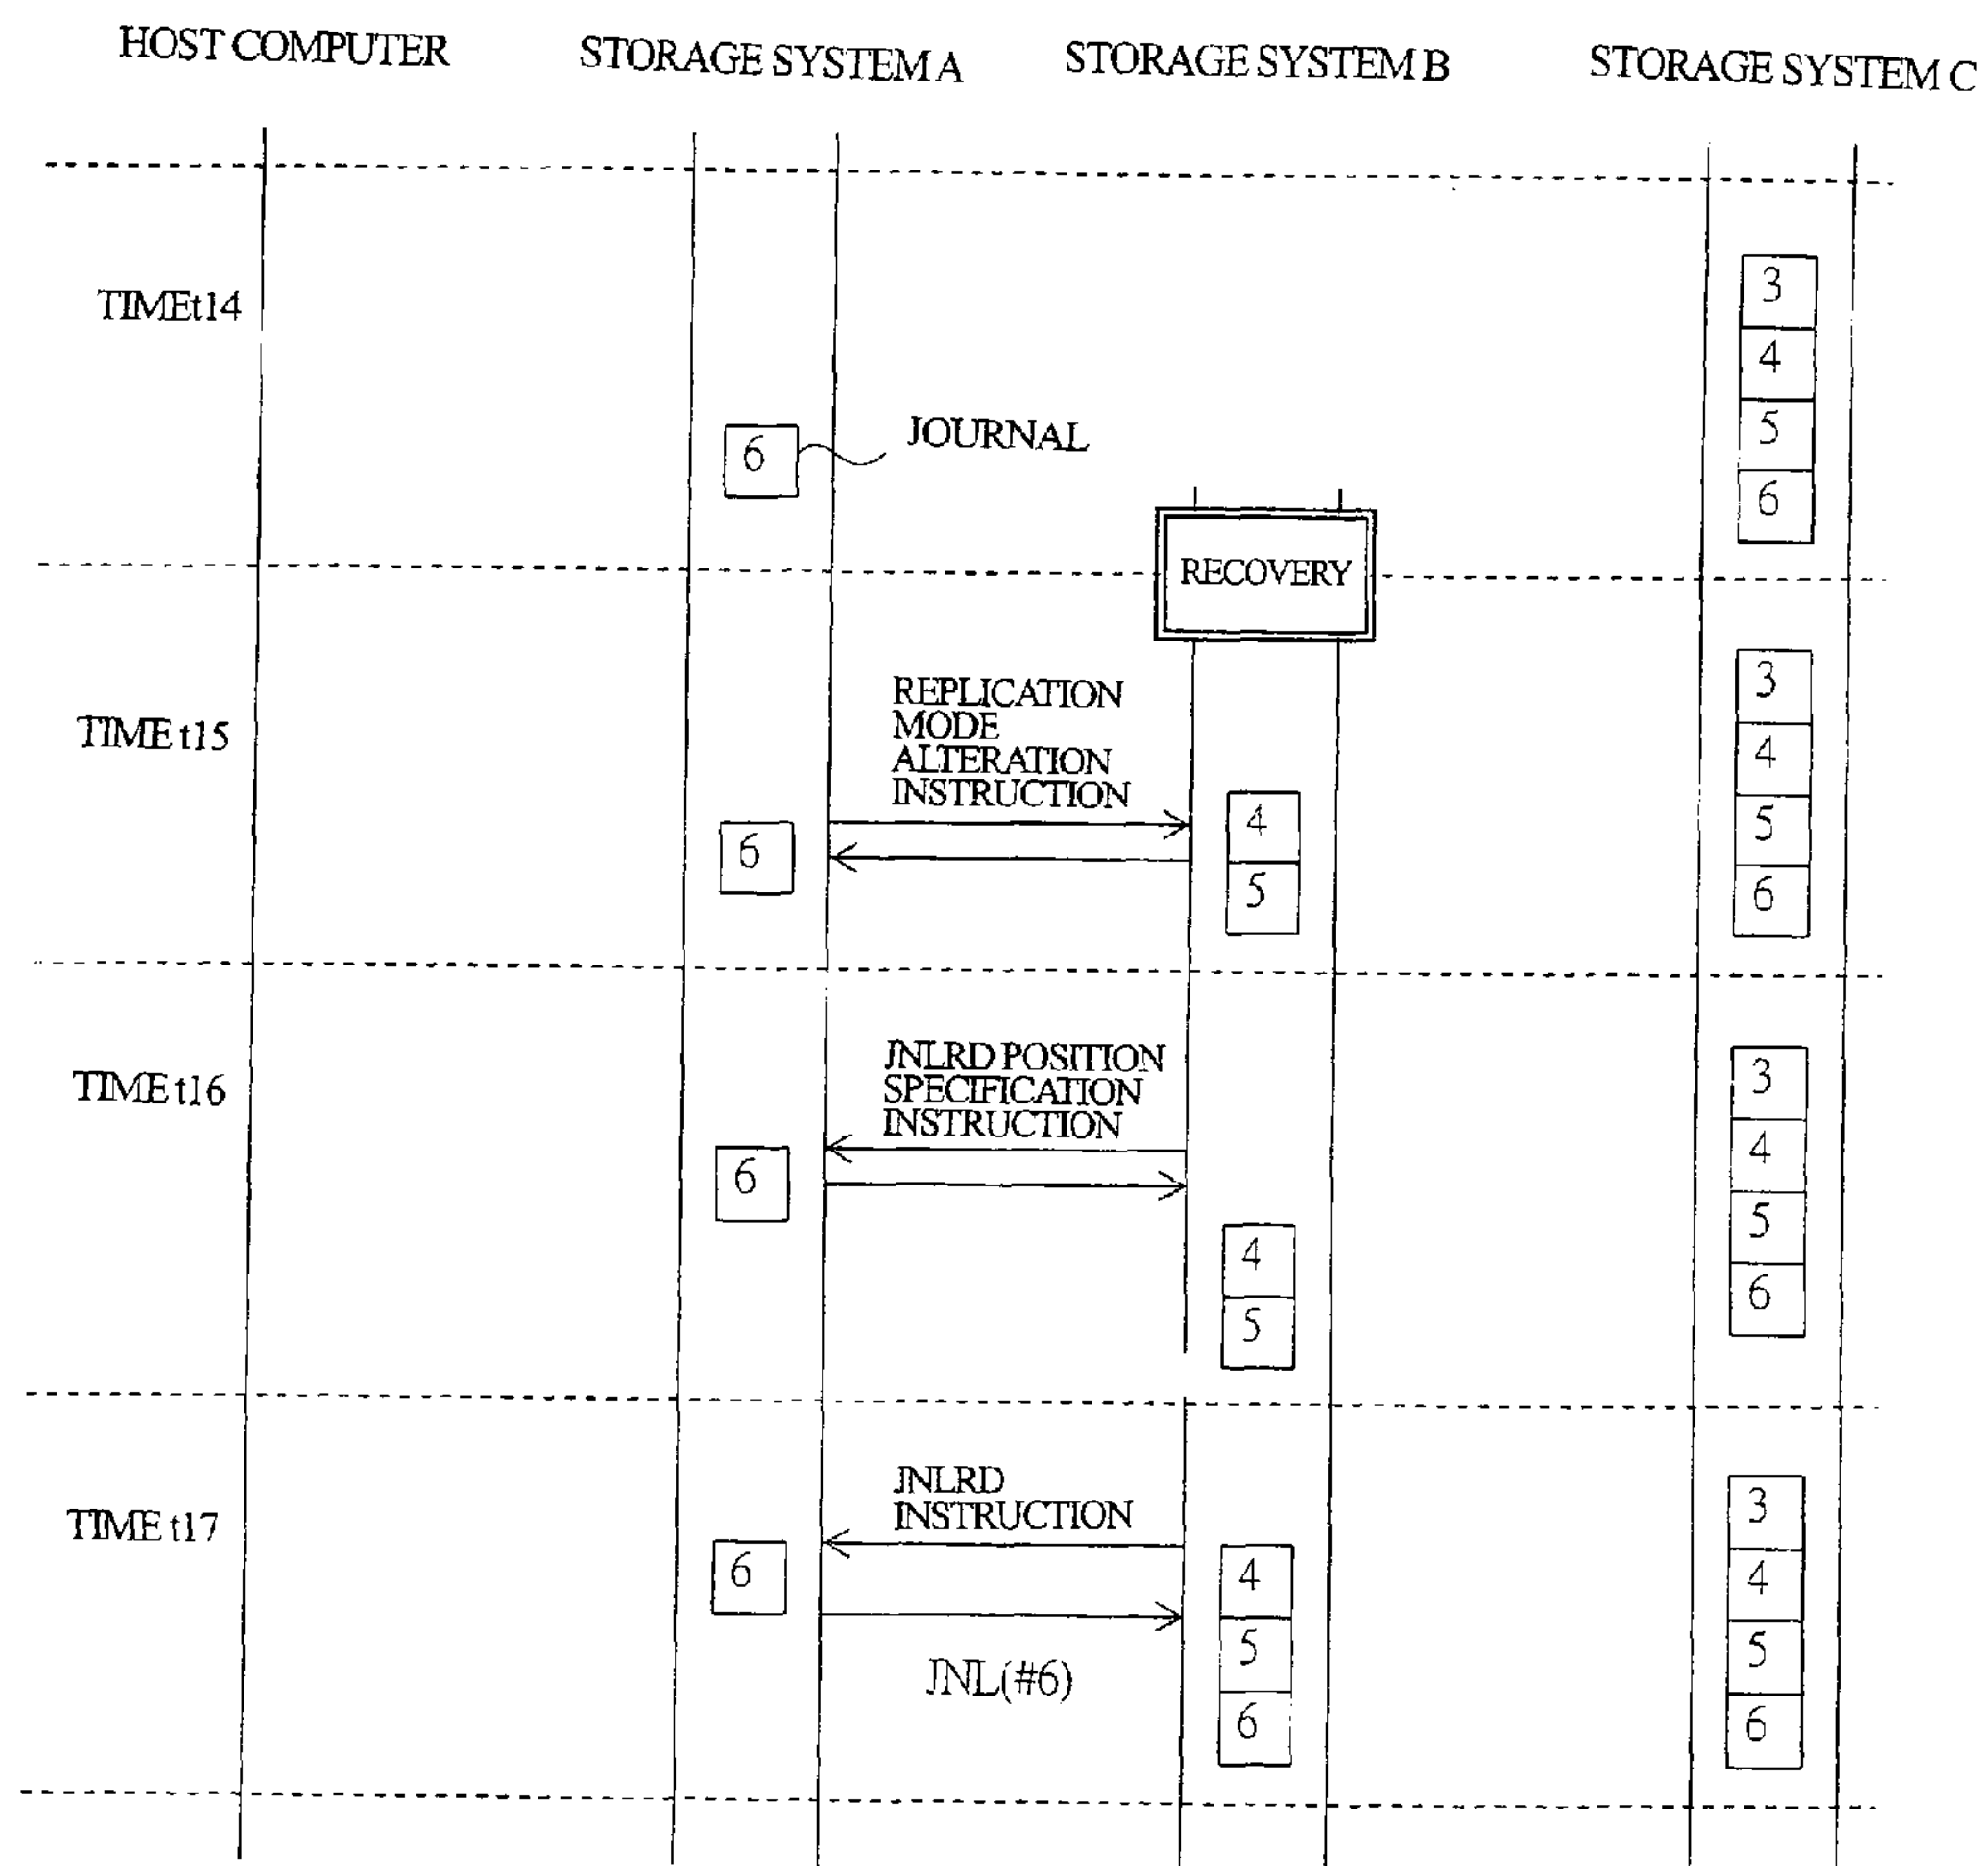 HOST COMPUTER
STORAGE SYSTEM A
STORAGE SYSTEM B
STORAGE SYSTEM C
TIME t14
3
4
5
6
6
JOURNAL
RECOVERY
TIME t15
REPLICATION
MODE
ALTERATION
INSTRUCTION
6
4
5
3
4
5
6
TIME t16
JNLRD POSITION
SPECIFICATION
INSTRUCTION
6
4
5
3
4
5
6
TIME t17
JNLRD
INSTRUCTION
6
JNL(#6)
4
5
6
3
4
5
6